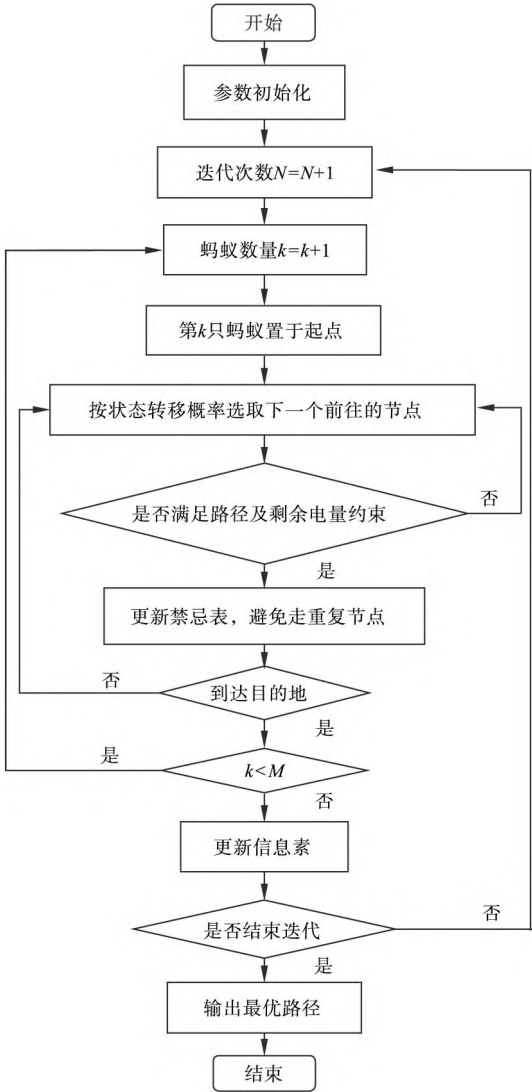 开始
参数初始化
迭代次数N=N+1
蚂蚁数量k=k+1
第k只蚂蚁置于起点
按状态转移概率选取下一个前往的节点
是否满足路径及剩余电量约束
否
是
更新禁忌表，避免走重复节点
否
到达目的地
是
是
k<M
否
更新信息素
是否结束迭代
否
是
输出最优路径
结束